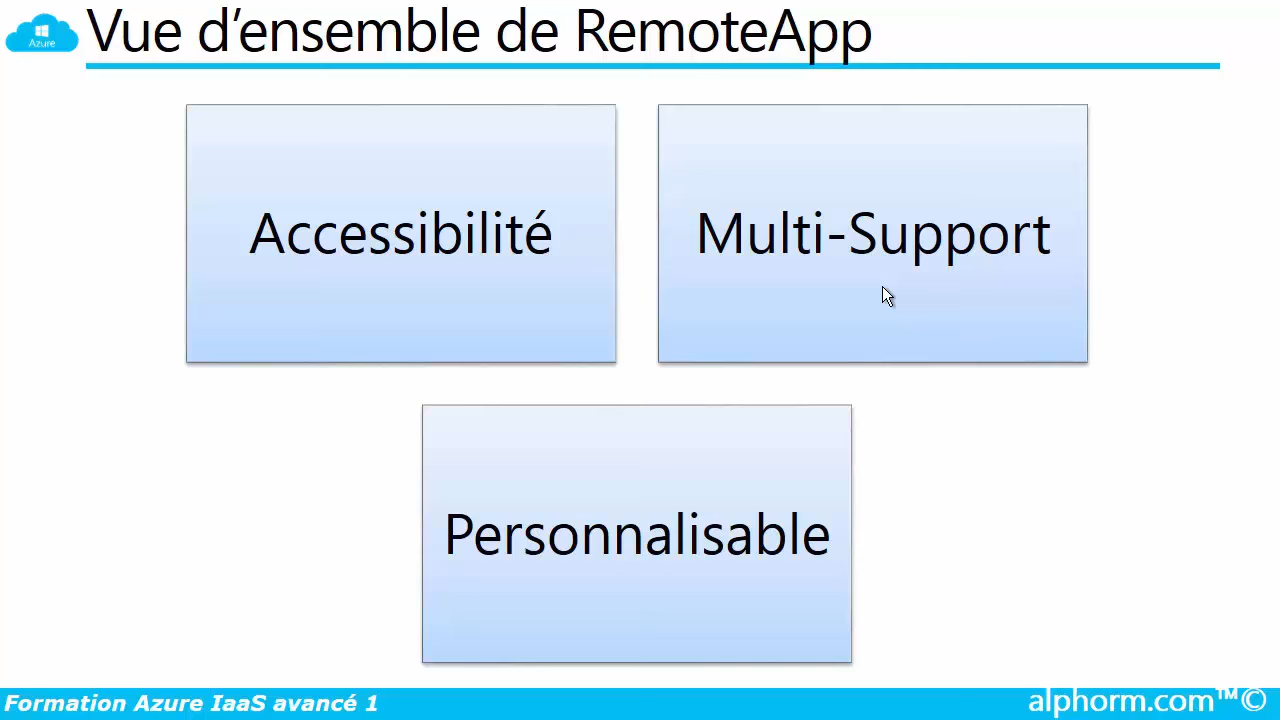 Azure
Vue d’ensemble de RemoteApp
Accessibilité
Multi-Support
Personnalisable
Formation Azure IaaS avancé 1
alphorm.com™©